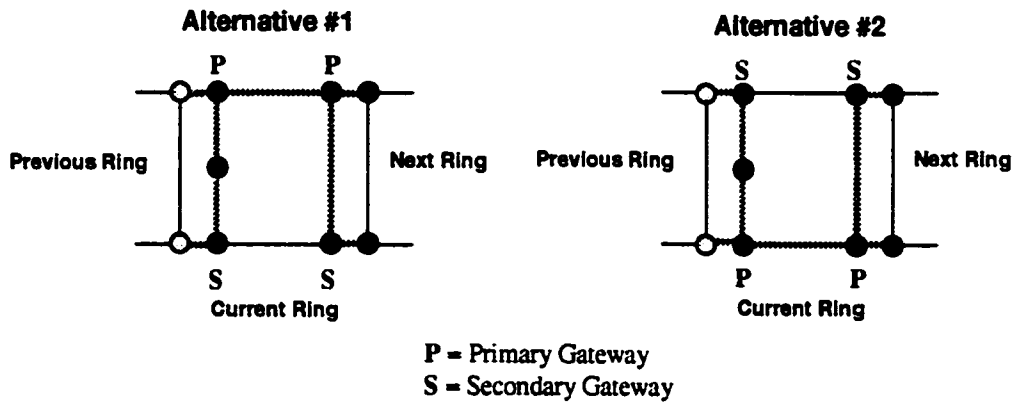 Alternative #1
P P
Previous Ring
Next Ring
S S
Current Ring
Alternative #2
S S
Previous Ring
Next Ring
P P
Current Ring
P = Primary Gateway
S = Secondary Gateway